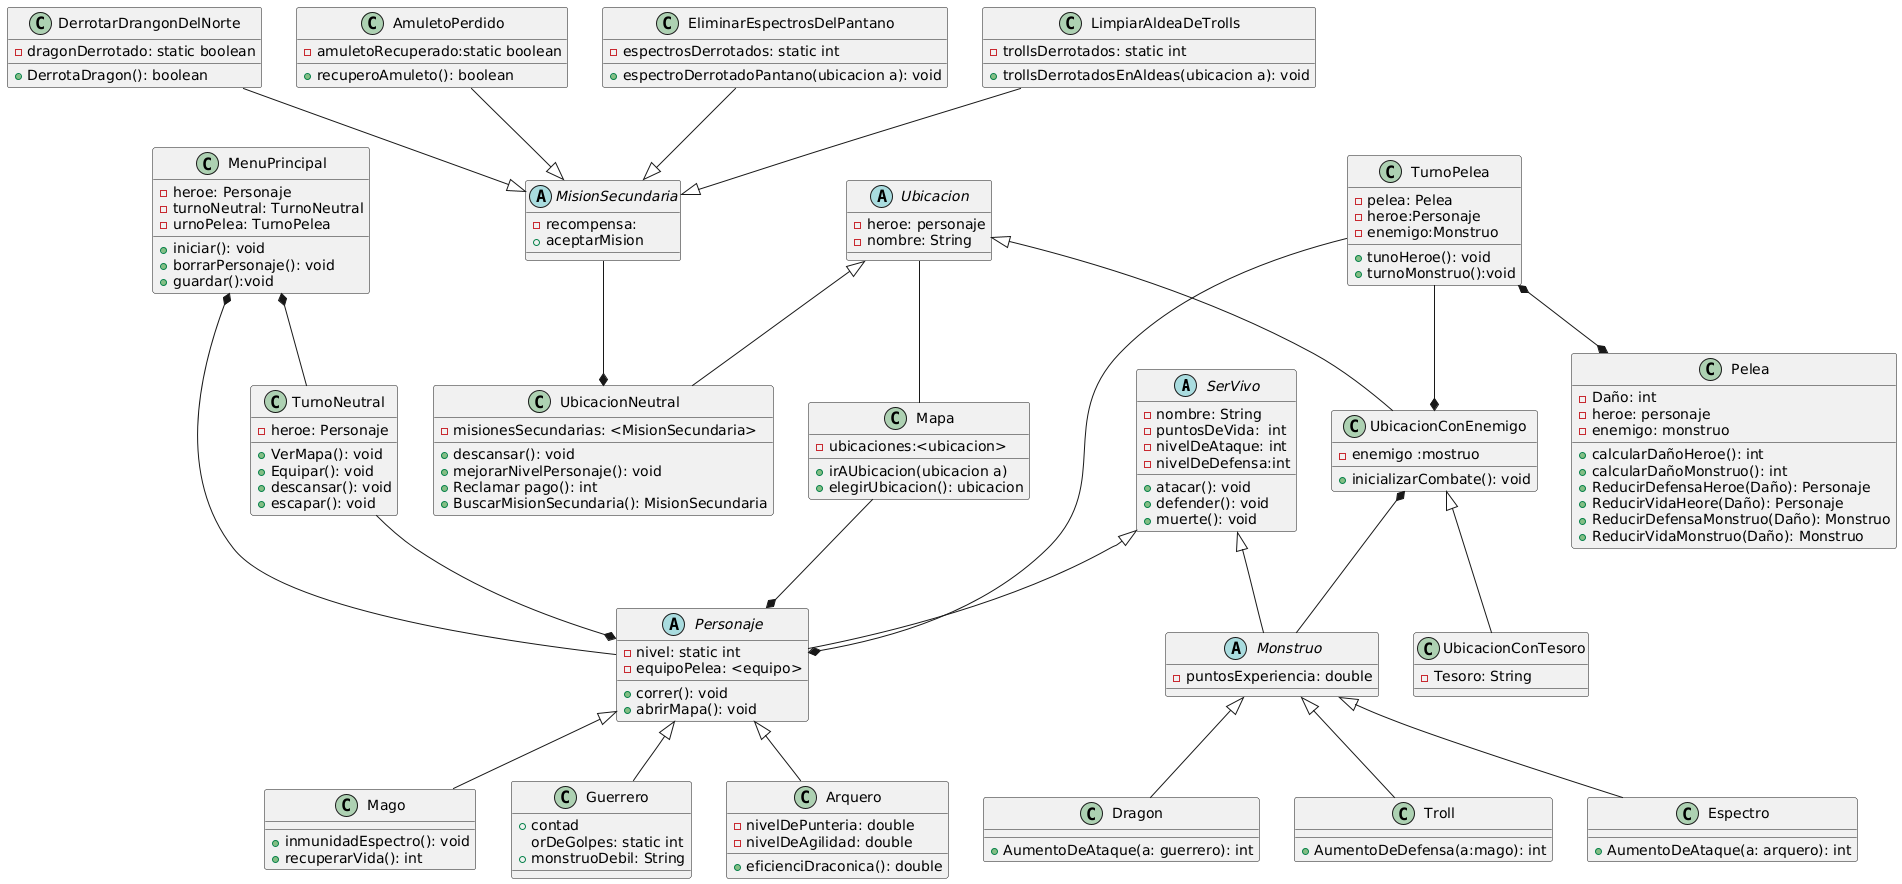 DerrotarDrangonDelNorte
dragonDerrotado: static boolean
DerrotaDragon(): boolean
AmuletoPerdido
amuletoRecuperado:static boolean
recuperoAmuleto(): boolean
EliminarEspectrosDelPantano
espectrosDerrotados: static int
espectroDerrotadoPantano(ubicacion a): void
LimpiarAldeaDeTrolls
trollsDerrotados: static int
trollsDerrotadosEnAldeas(ubicacion a): void
MenuPrincipal
heroe: Personaje
turnoNeutral: TurnoNeutral
urnoPelea: TurnoPelea
iniciar(): void
borrarPersonaje(): void
guardar():void
MisionSecundaria
recompensa:
aceptarMision
Ubicacion
heroe: personaje
nombre: String
TurnoPelea
pelea: Pelea
heroe:Personaje
enemigo:Monstruo
tunoHeroe(): void
turnoMonstruo():void
TurnoNeutral
heroe: Personaje
VerMapa(): void
Equipar(): void
descansar(): void
escapar(): void
UbicacionNeutral
misionesSecundarias: <MisionSecundaria>
descansar(): void
mejorarNivelPersonaje(): void
Reclamar pago(): int
BuscarMisionSecundaria(): MisionSecundaria
Mapa
ubicaciones:<ubicacion>
irAUbicacion(ubicacion a)
elegirUbicacion(): ubicacion
SerVivo
nombre: String
puntosDeVida:  int
nivelDeAtaque: int
nivelDeDefensa:int
atacar(): void
defender(): void
muerte(): void
UbicacionConEnemigo
enemigo :mostruo
inicializarCombate(): void
Pelea
Daño: int
heroe: personaje
enemigo: monstruo
calcularDañoHeroe(): int
calcularDañoMonstruo(): int
ReducirDefensaHeroe(Daño): Personaje
ReducirVidaHeore(Daño): Personaje
ReducirDefensaMonstruo(Daño): Monstruo
ReducirVidaMonstruo(Daño): Monstruo
Personaje
nivel: static int
equipoPelea: <equipo>
correr(): void
abrirMapa(): void
Monstruo
puntosExperiencia: double
UbicacionConTesoro
Tesoro: String
Mago
inmunidadEspectro(): void
recuperarVida(): int
Guerrero
contad
orDeGolpes: static int
monstruoDebil: String
Arquero
nivelDePunteria: double
nivelDeAgilidad: double
eficienciDraconica(): double
Dragon
AumentoDeAtaque(a: guerrero): int
Troll
AumentoDeDefensa(a:mago): int
Espectro
AumentoDeAtaque(a: arquero): int